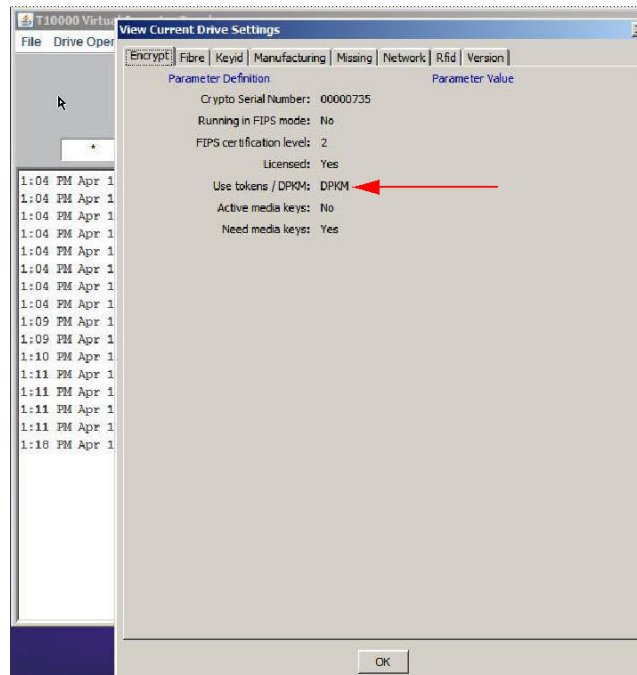 T10000 Virtua
File Drive Oper
*
1:04 PM Apr 1
1:04 PM Apr 1
1:04 PM Apr 1
1:04 PM Apr 1
1:04 PM Apr 1
1:04 PM Apr 1
1:04 PM Apr 1
1:04 PM Apr 1
1:09 PM Apr 1
1:09 PM Apr 1
1:10 PM Apr 1
1:11 PM Apr 1
1:11 PM Apr 1
1:11 PM Apr 1
1:11 PM Apr 1
1:18 PM Apr 1
View Current Drive Settings
Encrypt Fibre Keyid Manufacturing Missing Network Rfid Version
Parameter Definition Parameter Value
Crypto Serial Number: 00000735
Running in FIPS mode: No
FIPS certification level: 2
Licensed: Yes
Use tokens / DPKM: DPKM
Active media keys: No
Need media keys: Yes
OK